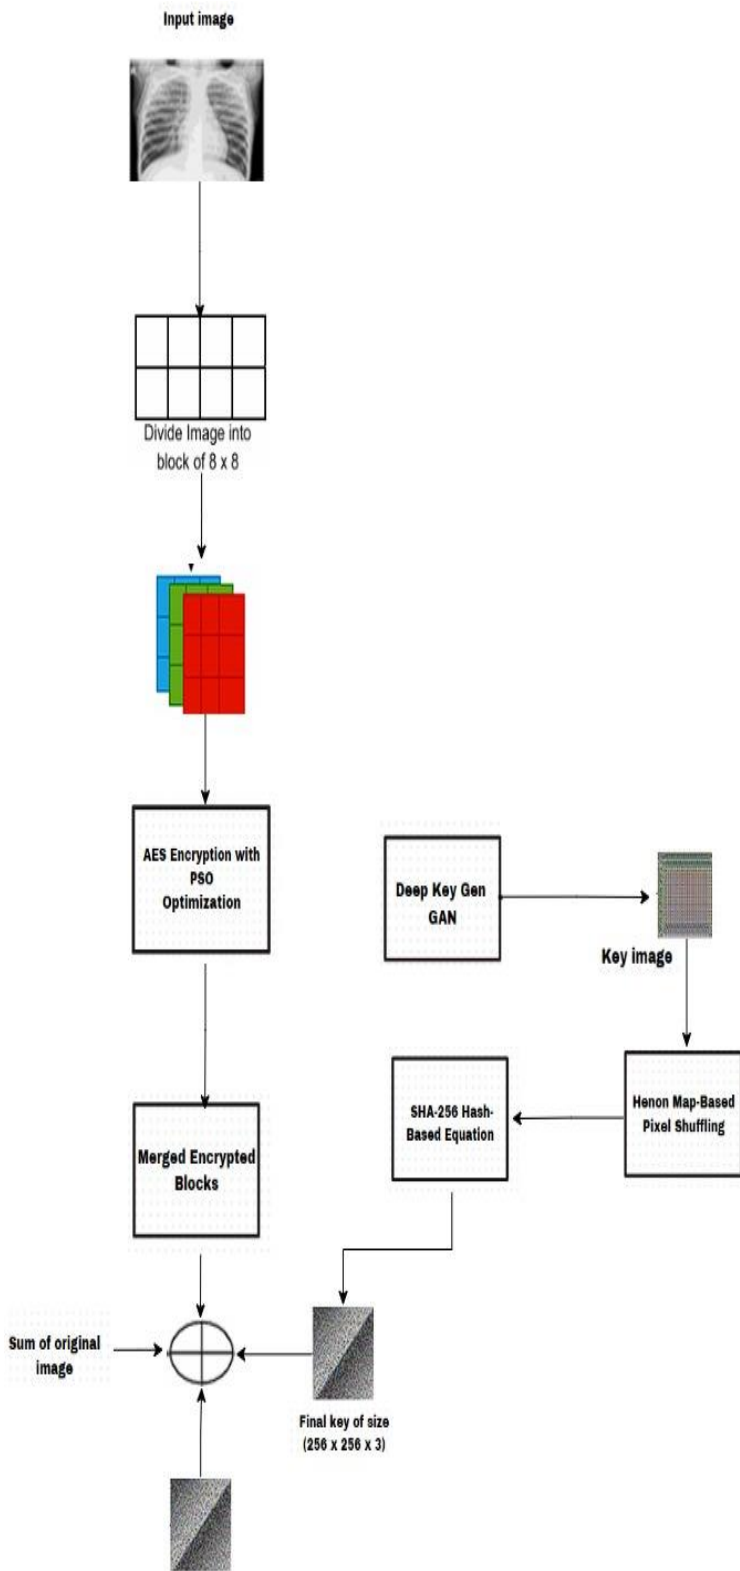 Input image
Divide Image into
block of 8 x 8
AES Encryption with
PSO
Optimization
Deep Key Gen
GAN
Key image
Henon Map-Based
Pixel Shuffling
SHA-256 Hash-
Based Equation
Merged Encrypted
Blocks
Sum of original
image
Final key of size
(256 x 256 x 3)